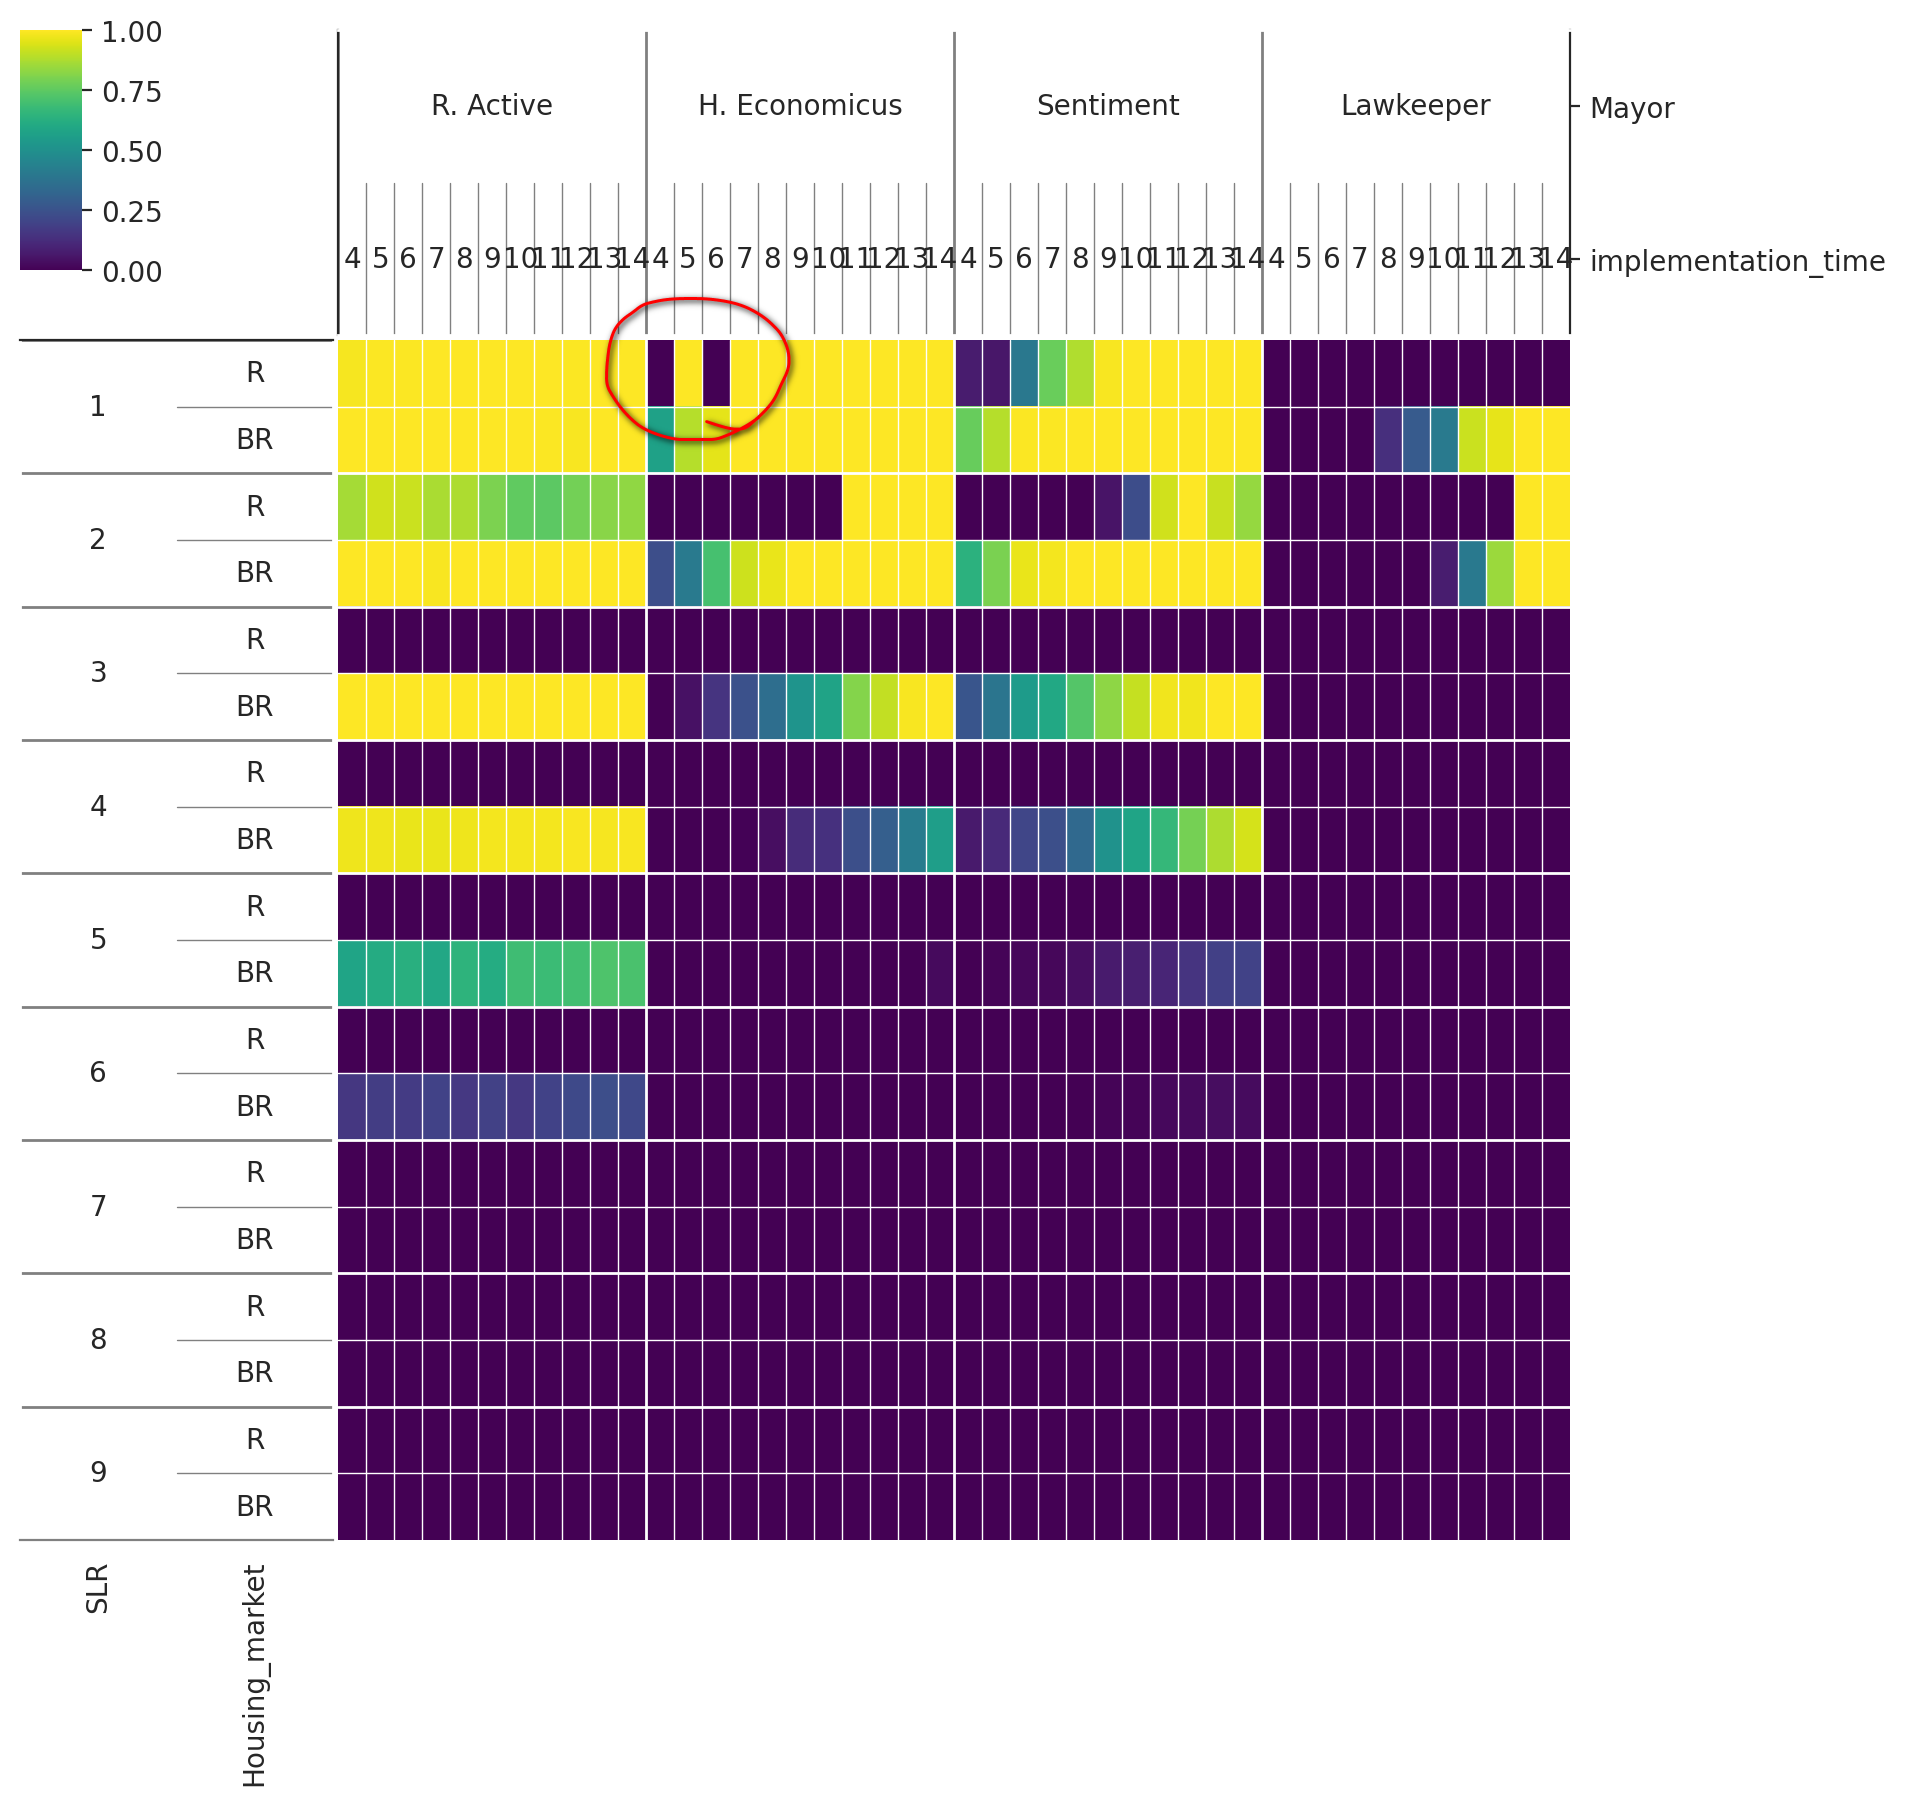 1.00
0.75
0.50
0.25
0.00
R. Active H. Economicus Sentiment Lawkeeper Mayor
4 5 6 7 8 9 10 11 12 13 14 4 5 6 7 8 9 10 11 12 13 14 4 5 6 7 8 9 10 11 12 13 14 4 5 6 7 8 9 10 11 12 13 14 implementation_time
R
1
BR
R
2
BR
R
3
BR
R
4
BR
R
5
BR
R
6
BR
R
7
BR
R
8
BR
R
9
BR
SLR
Housing_market